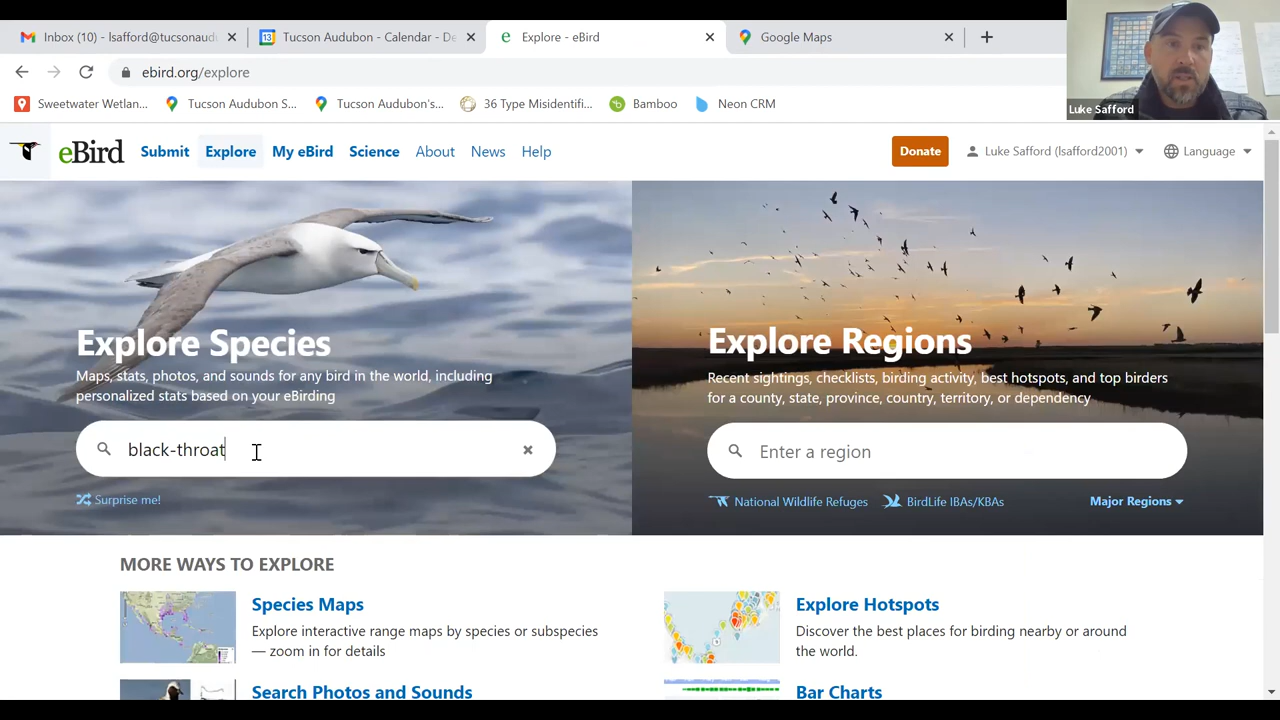 Inbox (10) - lsafford@tucsonaud
Tucson Audubon - Calenda
Explore - eBird
Google Maps
ebird.org/explore
Luke Safford
Sweetwater Wetlan...
Tucson Audubon S...
Tucson Audubon's...
36 Type Misidentifi...
Bamboo
Neon CRM
eBird
Submit
Explore
My eBird
Science
About
News
Help
Donate
Luke Safford (lsafford2001)
Language
Explore Species
Maps, stats, photos, and sounds for any bird in the world, including
personalized stats based on your eBirding
black-throat
Surprise me!
Explore Regions
Recent sightings, checklists, birding activity, best hotspots, and top birders
for a county, state, province, country, territory, or dependency
Enter a region
National Wildlife Refuges
BirdLife IBAs/KBAs
Major Regions
MORE WAYS TO EXPLORE
Species Maps
Explore interactive range maps by species or subspecies
— zoom in for details
Explore Hotspots
Discover the best places for birding nearby or around
the world.
Search Photos and Sounds
Bar Charts